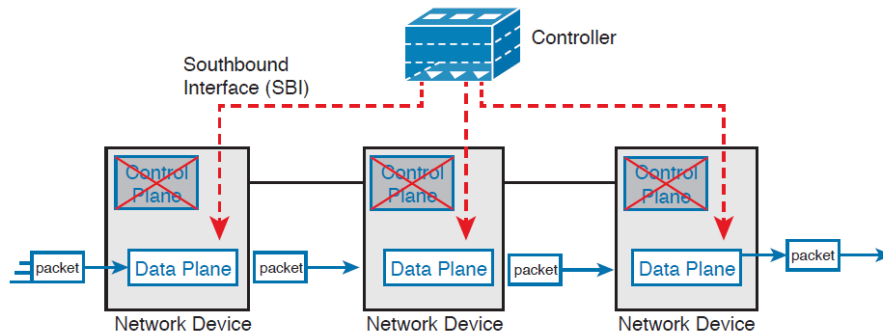 Controller
Southbound
Interface (SBI)
Control
Plane
Control
Plane
Control
Plane
packet
Data Plane
packet
Data Plane
packet
Data Plane
packet
Network Device
Network Device
Network Device